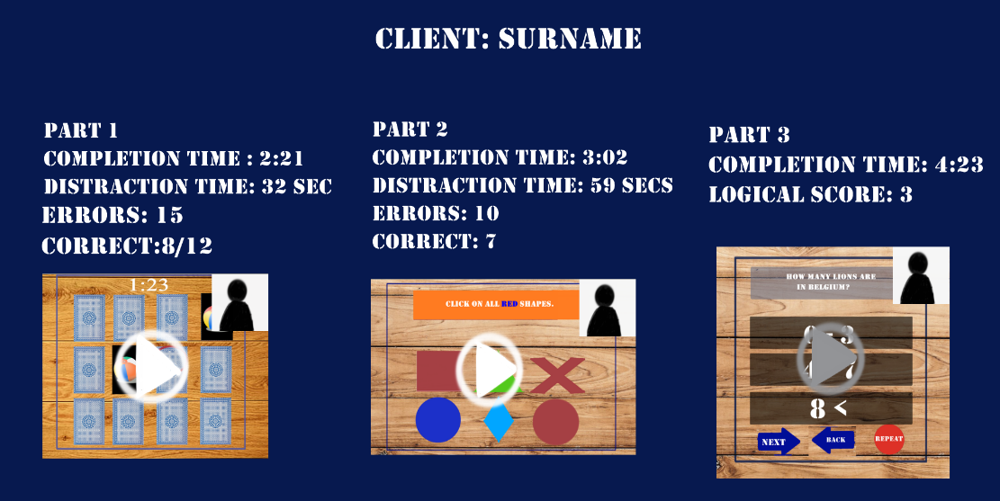 CLIENT: SURNAME
PART 1
COMPLETION TIME : 2:21
DISTRACTION TIME: 32 SEC
ERRORS: 15
CORRECT:8/12
1:23
PART 2
COMPLETION TIME: 3:02
DISTRACTION TIME: 59 SECS
ERRORS: 10
CORRECT: 7
CLICK ON ALL RED SHAPES.
PART 3
COMPLETION TIME: 4:23
LOGICAL SCORE: 3
HOW MANY LIONS ARE
IN BELGIUM?
8 <
NEXT
BACK
REPEAT